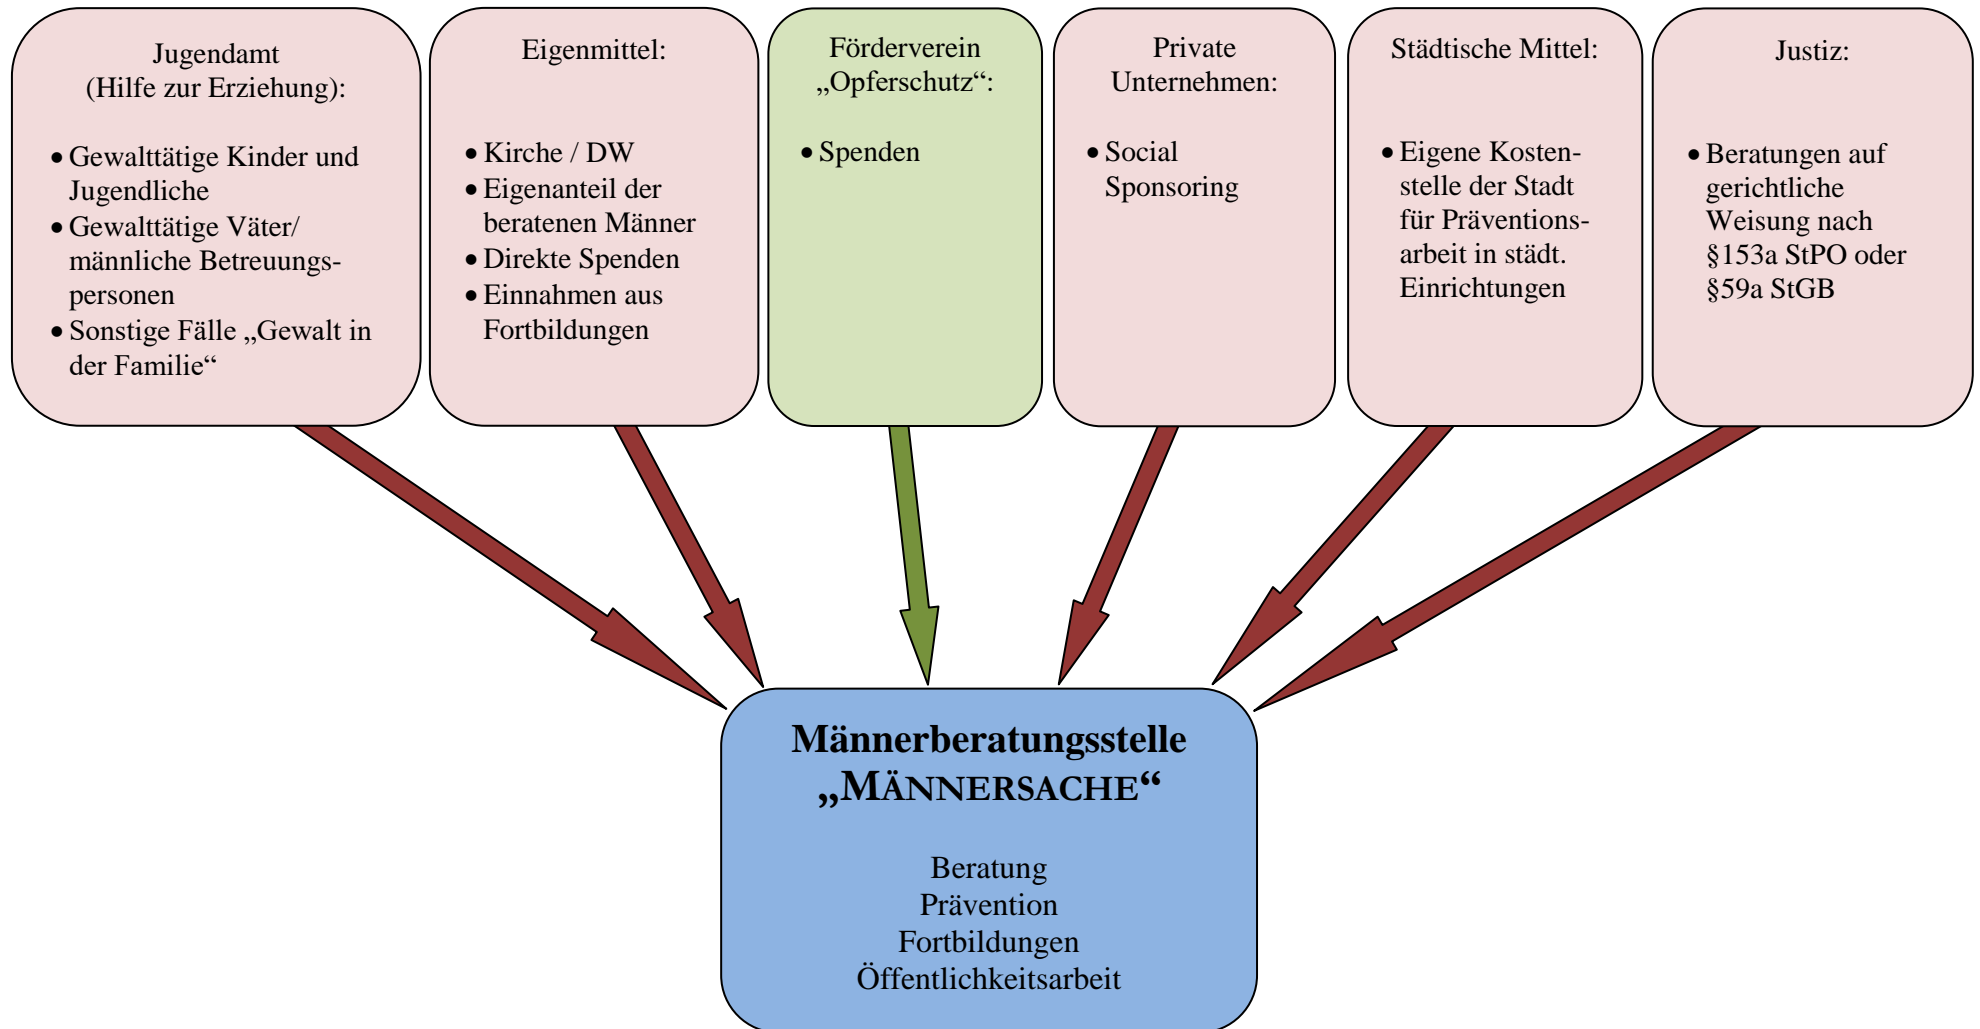 Jugendamt
(Hilfe zur Erziehung):
• Gewalttätige Kinder und
Jugendliche
• Gewalttätige Väter/
männliche Betreuungs-
personen
• Sonstige Fälle „Gewalt in
der Familie“
Eigenmittel:
• Kirche / DW
• Eigenanteil der
beratenen Männer
• Direkte Spenden
• Einnahmen aus
Fortbildungen
Förderverein
„Opferschutz“:
• Spenden
Private
Unternehmen:
• Social
Sponsoring
Städtische Mittel:
• Eigene Kosten-
stelle der Stadt
für Präventions-
arbeit in städt.
Einrichtungen
Justiz:
• Beratungen auf
gerichtliche
Weisung nach
§153a StPO oder
§59a StGB
Männerberatungsstelle
„MÄNNERSACHE“
Beratung
Prävention
Fortbildungen
Öffentlichkeitsarbeit